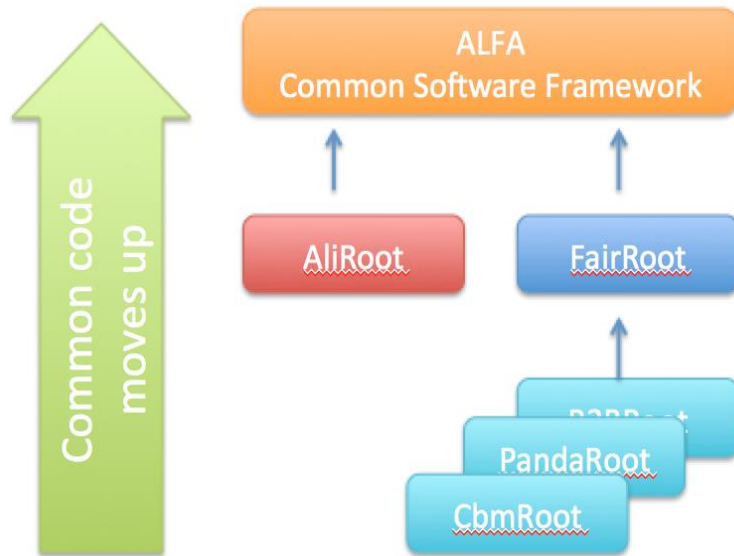 ALFA
Common Software Framework
Common code
moves up
AliRoot
FairRoot
PandaRoot
CbmRoot